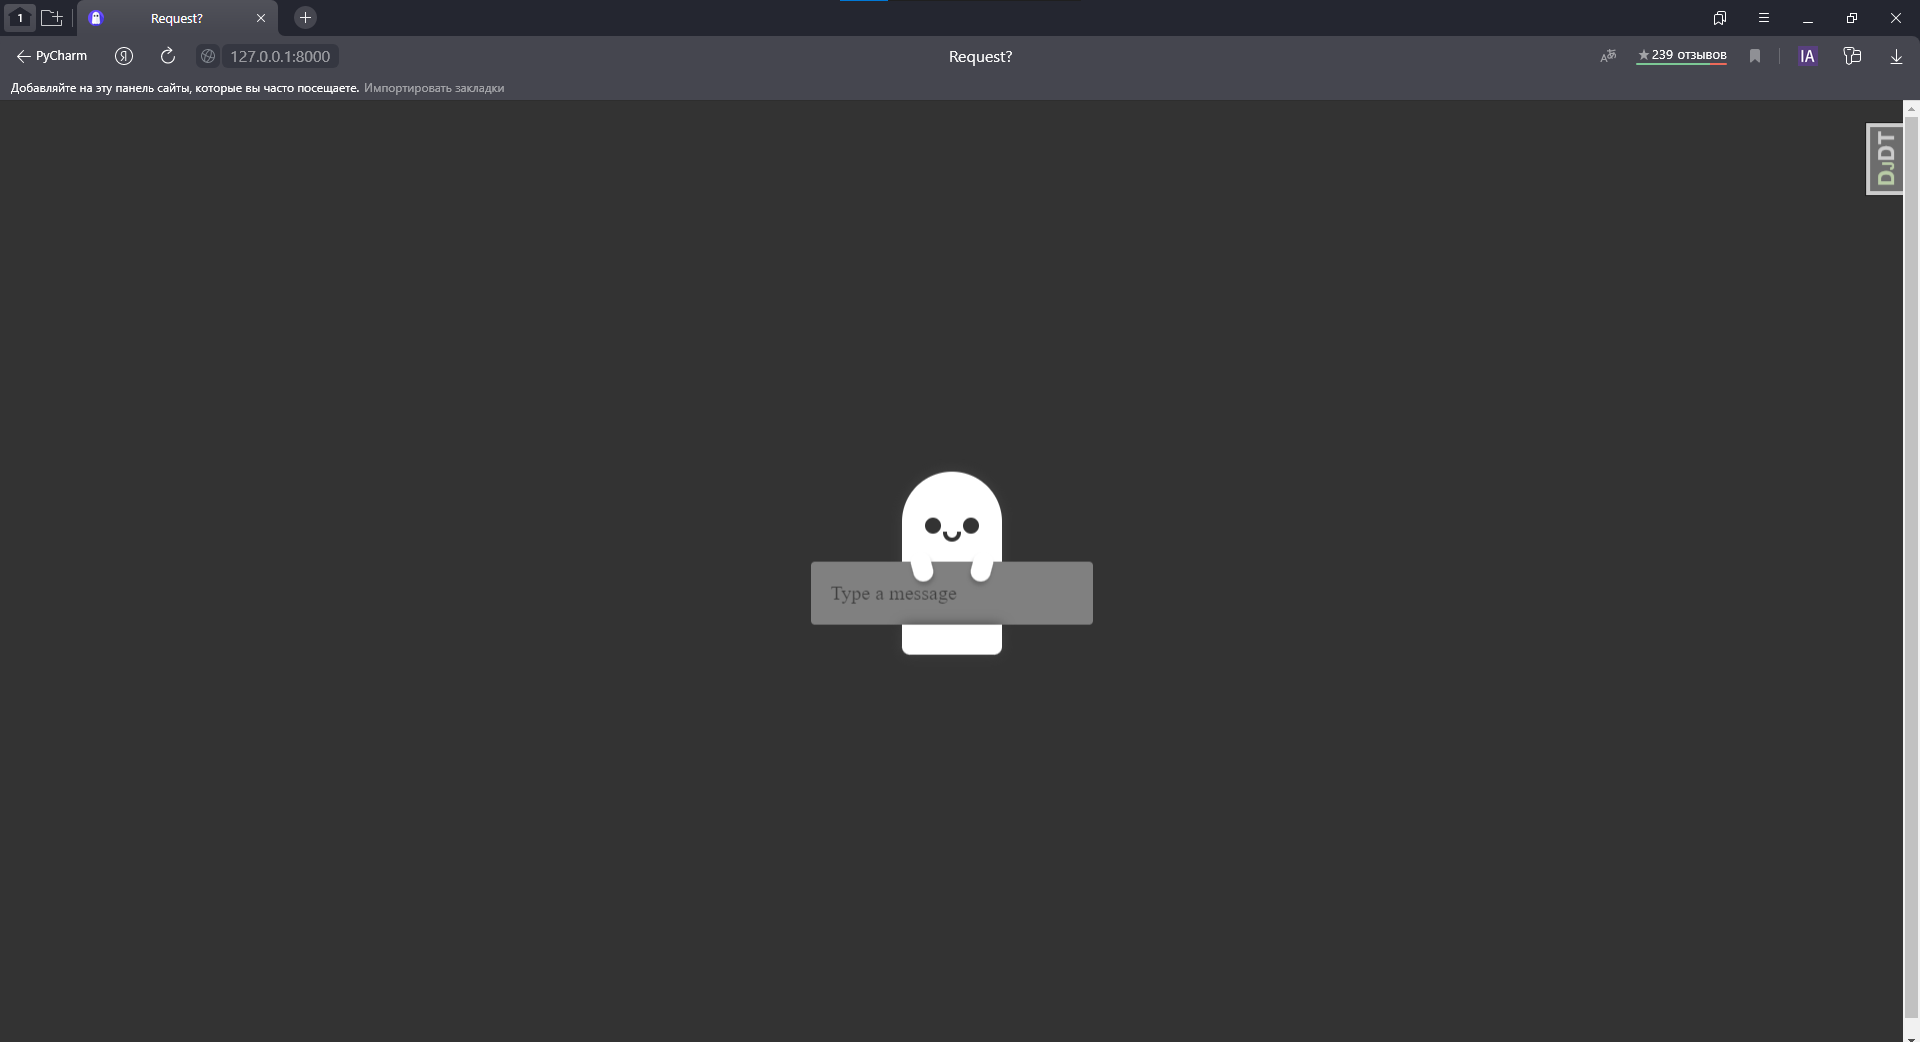 1
Request?
PyCharm
Я
127.0.0.1:8000
Request?
239 отзывов
IA
Добавляйте на эту панель сайты, которые вы часто посещаете. Импортировать закладки
DJDT
Type a message